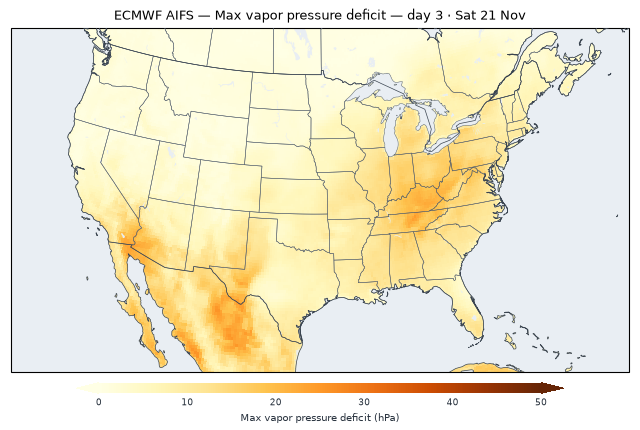 ECMWF AIFS — Max vapor pressure deficit — day 3 · Sat 21 Nov
0 10 20 30 40 50
Max vapor pressure deficit (hPa)